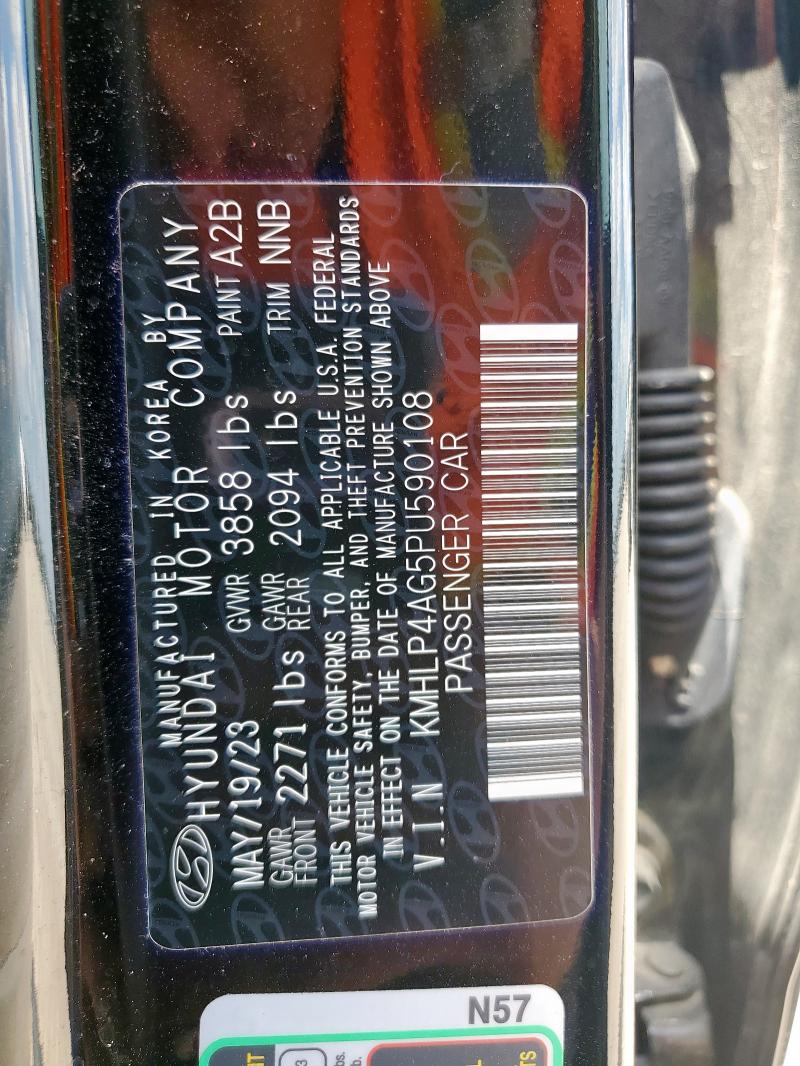 MANUFACTURED IN KOREA BY
HYUNDAI MOTOR COMPANY
MAY/19/23 GVWR 3858 lbs PAINT A2B
GAWR FRONT 2271 lbs GAWR REAR 2094 lbs TRIM NNB
THIS VEHICLE CONFORMS TO ALL APPLICABLE U.S.A. FEDERAL
MOTOR VEHICLE SAFETY, BUMPER, AND THEFT PREVENTION STANDARDS
IN EFFECT ON THE DATE OF MANUFACTURE SHOWN ABOVE
V.I.N KMHLP4AG5PU590108
PASSENGER CAR
N57